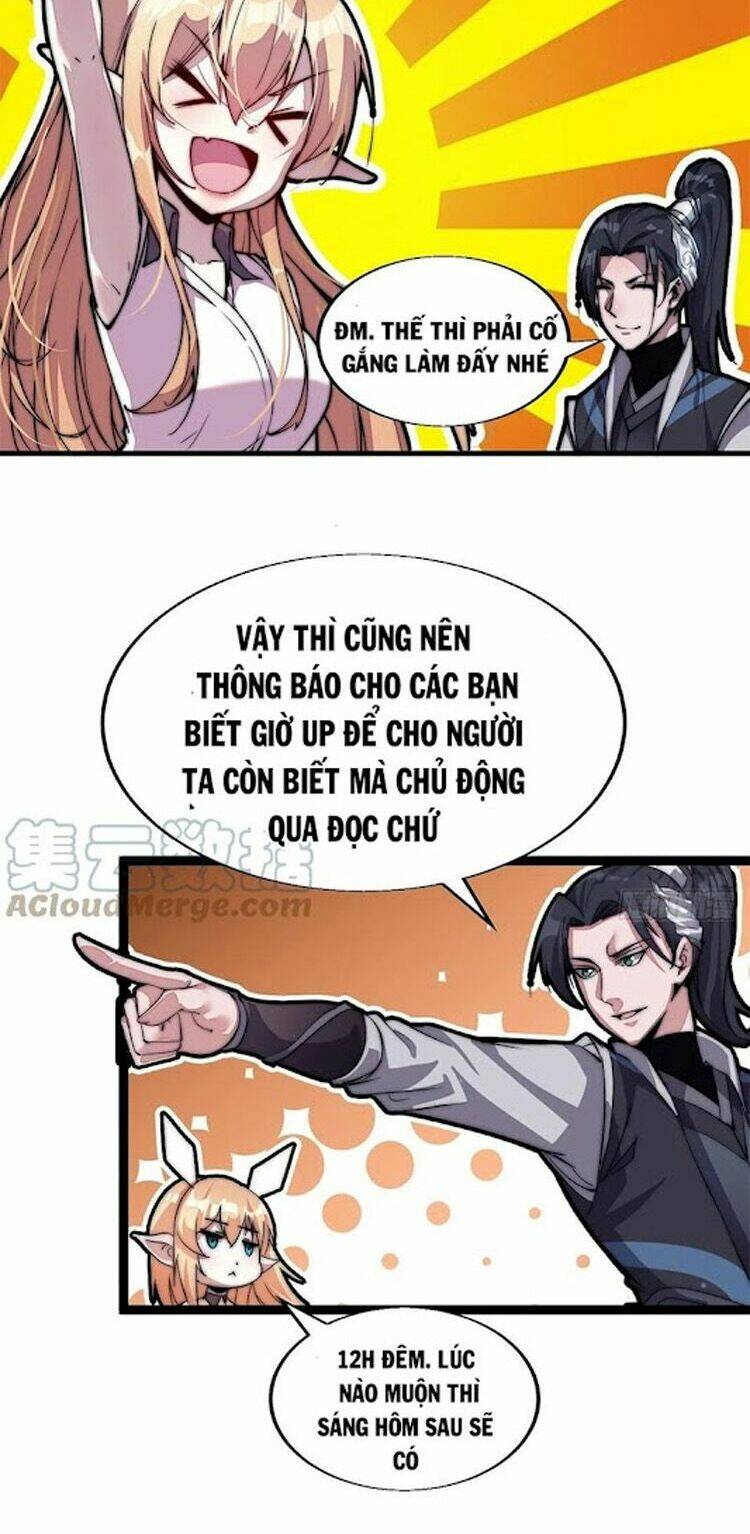 ĐM. THẾ THÌ PHẢI CỐ
GẮNG LÀM ĐẤY NHÉ
VẬY THÌ CŨNG NÊN
THÔNG BÁO CHO CÁC BẠN
BIẾT GIỜ UP ĐỂ CHO NGƯỜI
TA CÒN BIẾT MÀ CHỦ ĐỘNG
QUA ĐỌC CHỨ
集云数据
ACloudMerge.com
12H ĐÊM. LÚC
NÀO MUỘN THÌ
SÁNG HÔM SAU SẼ
CÓ